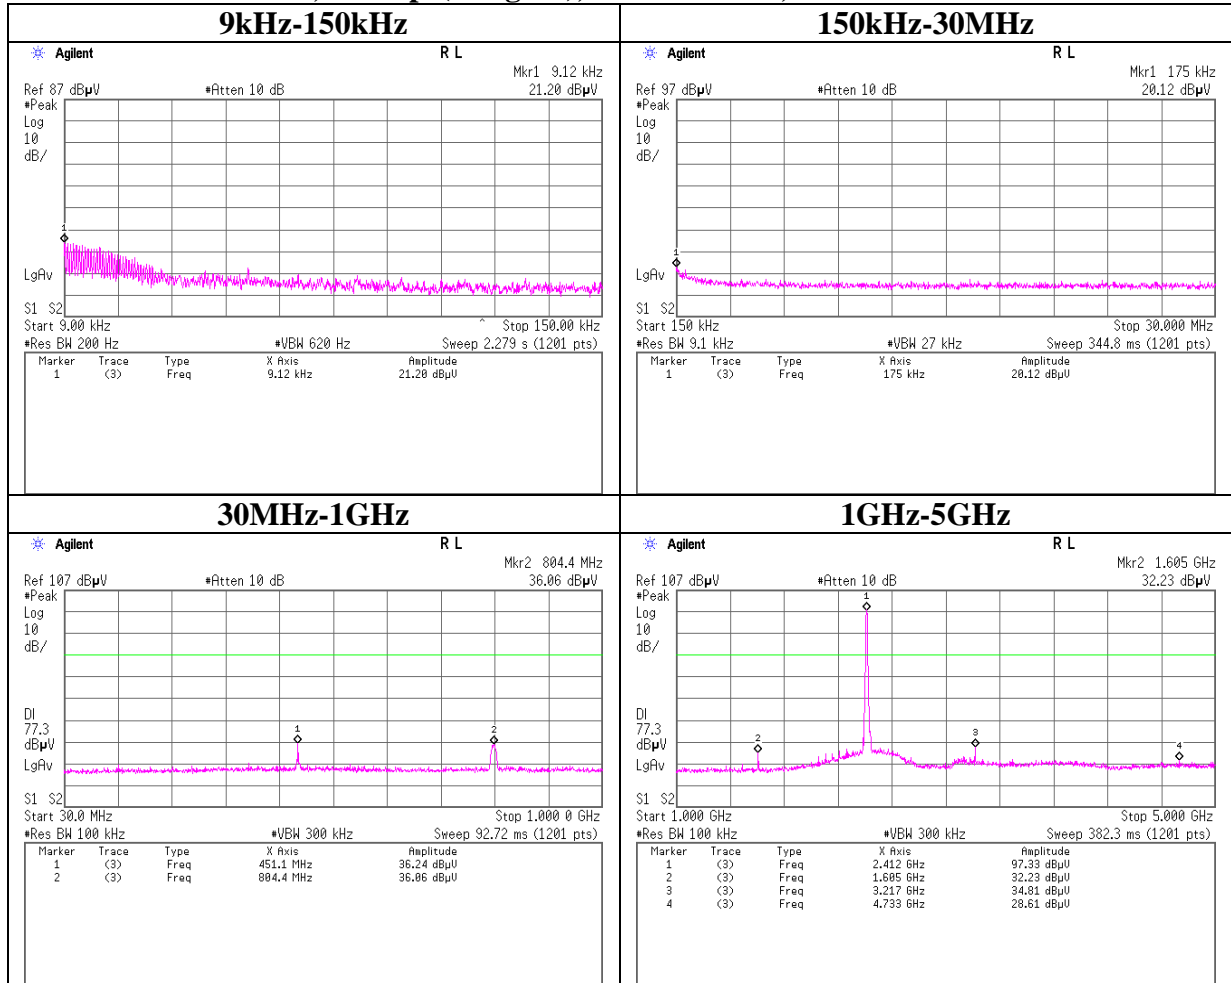 9kHz-150kHz
Agilent R L
Mkr1 9.12 kHz
Ref 87 dBµV #Atten 10 dB 21.20 dBµV
#Peak
Log
10
dB/
1
LgAv
S1 S2
Start 9.00 kHz ^ Stop 150.00 kHz
#Res BW 200 Hz #VBW 620 Hz Sweep 2.279 s (1201 pts)
Marker Trace Type X Axis Amplitude
1 (3) Freq 9.12 kHz 21.20 dBµV
150kHz-30MHz
Agilent R L
Mkr1 175 kHz
Ref 97 dBµV #Atten 10 dB 20.12 dBµV
#Peak
Log
10
dB/
1
LgAv
S1 S2
Start 150 kHz Stop 30.000 MHz
#Res BW 9.1 kHz #VBW 27 kHz Sweep 344.8 ms (1201 pts)
Marker Trace Type X Axis Amplitude
1 (3) Freq 175 kHz 20.12 dBµV
30MHz-1GHz
Agilent R L
Mkr2 804.4 MHz
Ref 107 dBµV #Atten 10 dB 36.06 dBµV
#Peak
Log
10
dB/
DI
77.3
dBµV
1 2
LgAv
S1 S2
Start 30.0 MHz Stop 1.000 0 GHz
#Res BW 100 kHz #VBW 300 kHz Sweep 92.72 ms (1201 pts)
Marker Trace Type X Axis Amplitude
1 (3) Freq 451.1 MHz 36.24 dBµV
2 (3) Freq 804.4 MHz 36.06 dBµV
1GHz-5GHz
Agilent R L
Mkr2 1.605 GHz
Ref 107 dBµV #Atten 10 dB 32.23 dBµV
#Peak
Log
10
dB/
1
DI
77.3
dBµV
2 3 4
LgAv
S1 S2
Start 1.000 GHz Stop 5.000 GHz
#Res BW 100 kHz #VBW 300 kHz Sweep 382.3 ms (1201 pts)
Marker Trace Type X Axis Amplitude
1 (3) Freq 2.412 GHz 97.33 dBµV
2 (3) Freq 1.605 GHz 32.23 dBµV
3 (3) Freq 3.217 GHz 34.81 dBµV
4 (3) Freq 4.733 GHz 28.61 dBµV